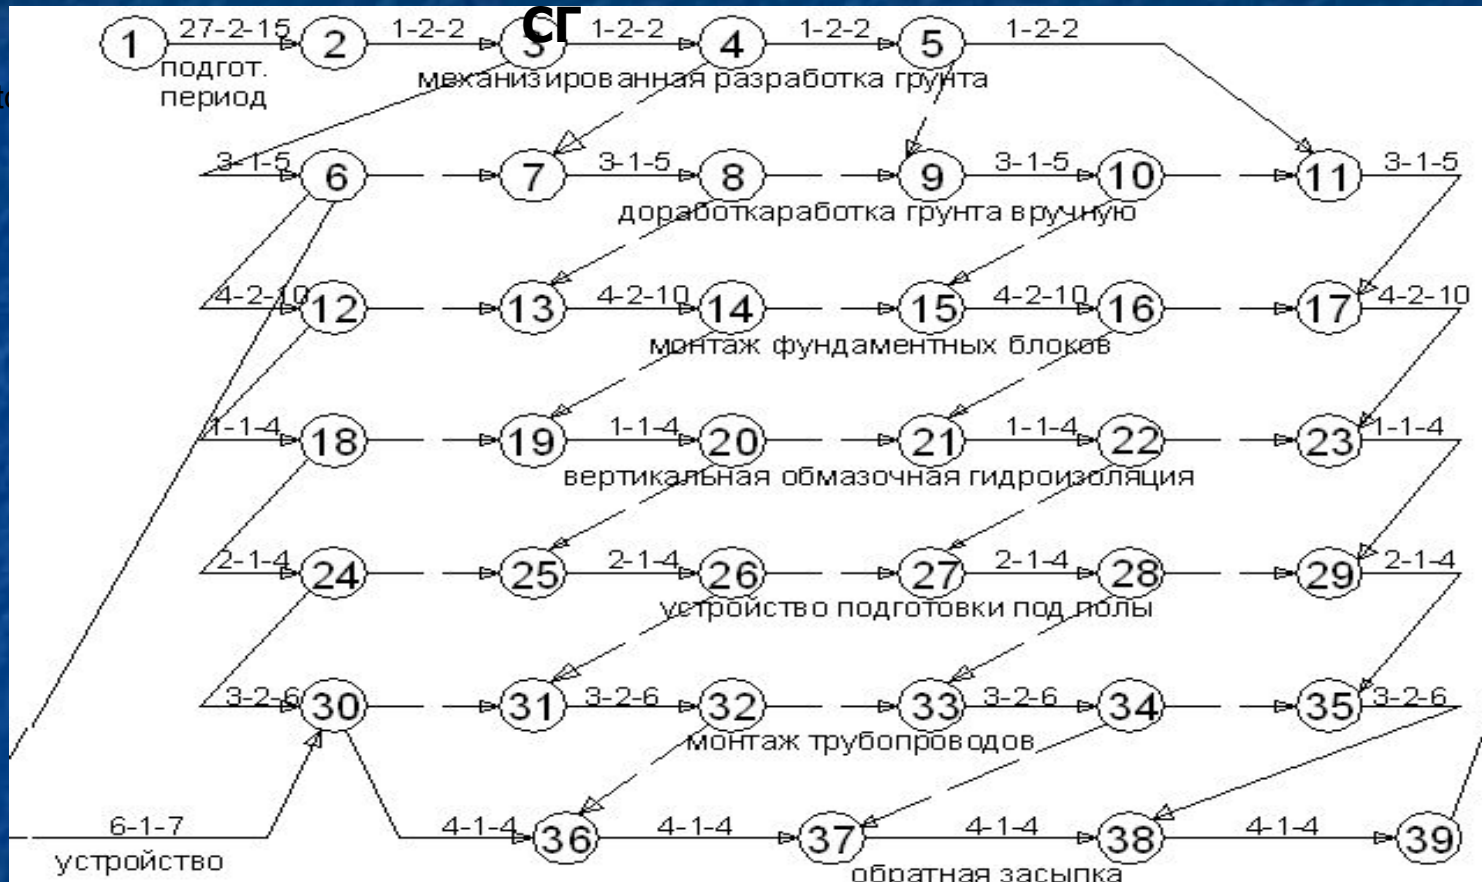 СГ
1 27-2-15 2 1-2-2 3 1-2-2 4 1-2-2 5 1-2-2
подгот.
период
механизированная разработка грунта
3-1-5 6 7 3-1-5 8 9 3-1-5 10 11 3-1-5
доработкаработка грунта вручную
4-2-10 12 13 4-2-10 14 15 4-2-10 16 17 4-2-10
монтаж фундаментных блоков
1-1-4 18 19 1-1-4 20 21 1-1-4 22 23 1-1-4
вертикальная обмазочная гидроизоляция
2-1-4 24 25 2-1-4 26 27 2-1-4 28 29 2-1-4
устройство подготовки под полы
3-2-6 30 31 3-2-6 32 33 3-2-6 34 35 3-2-6
монтаж трубопроводов
6-1-7 4-1-4 36 4-1-4 37 4-1-4 38 4-1-4 39
устройство
обратная засыпка